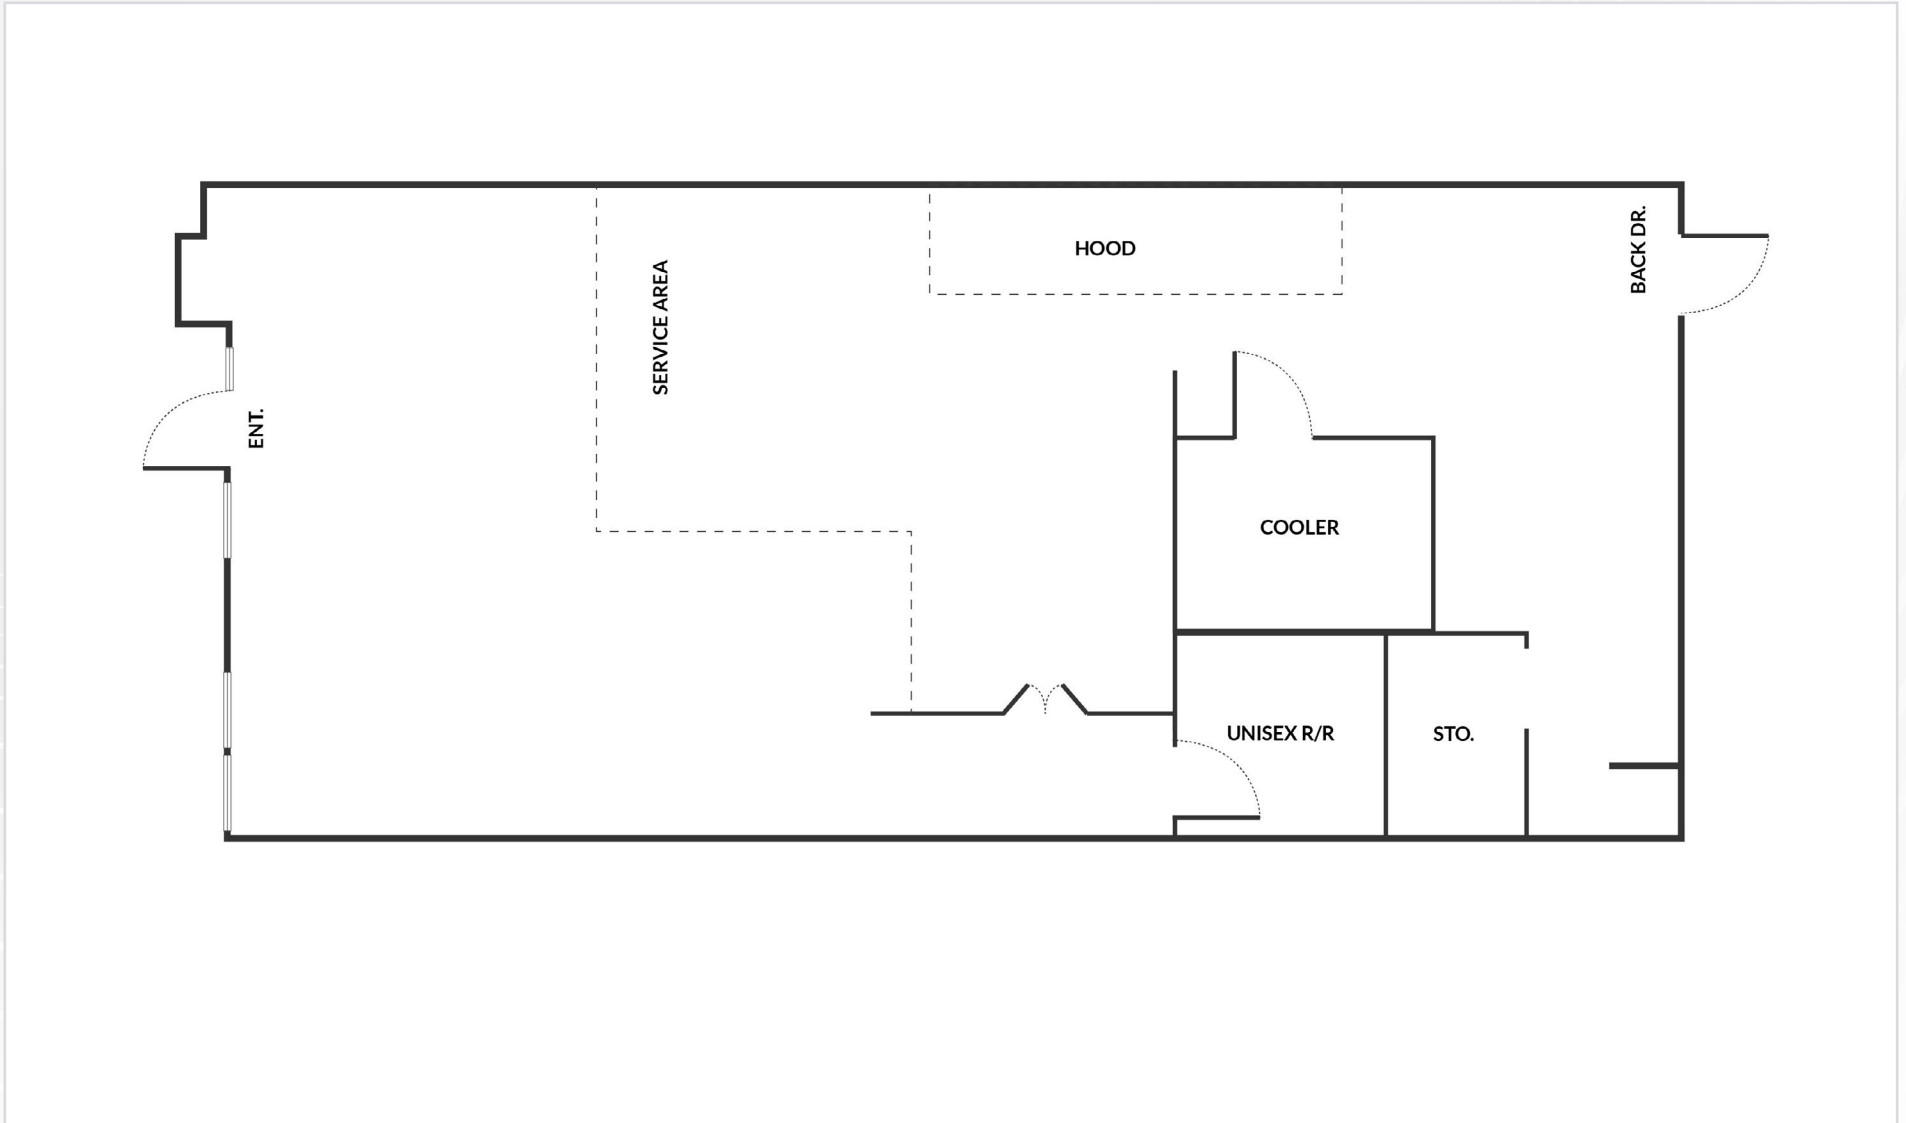 HOOD
BACK DR.
SERVICE AREA
ENT.
COOLER
UNISEX R/R
STO.